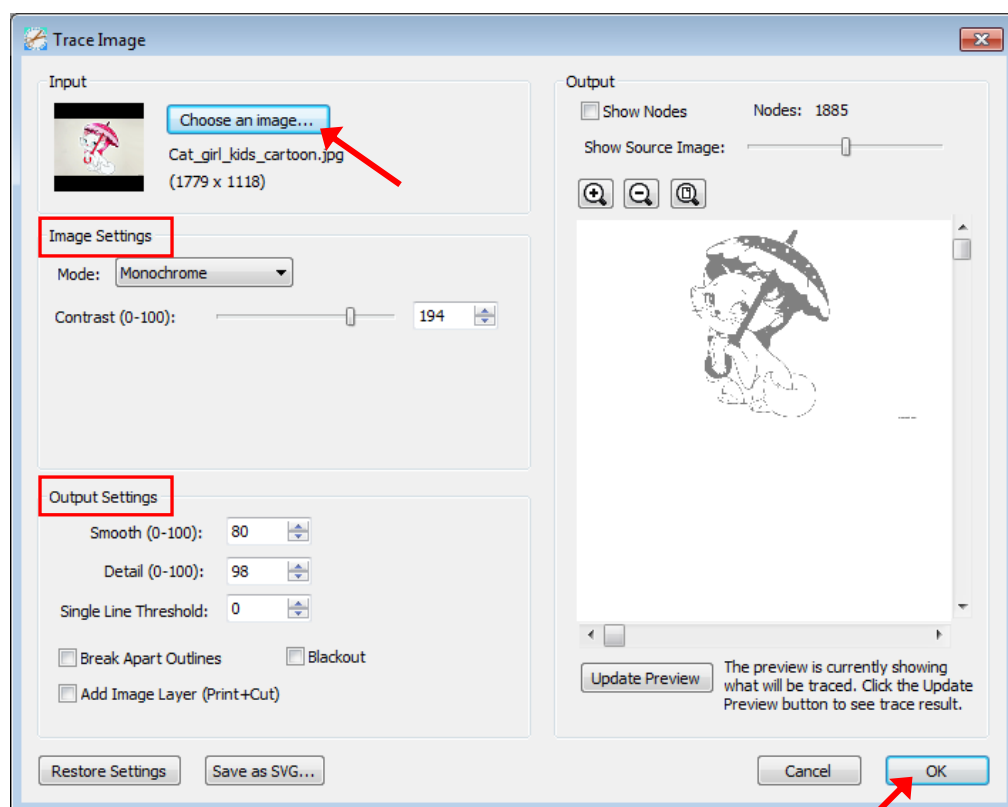 Trace Image
Input
Choose an image...
Cat_girl_kids_cartoon.jpg
(1779 x 1118)
Image Settings
Mode: Monochrome
Contrast (0-100): 194
Output Settings
Smooth (0-100): 80
Detail (0-100): 98
Single Line Threshold: 0
Break Apart Outlines Blackout
Add Image Layer (Print+Cut)
Restore Settings Save as SVG...
Output
Show Nodes Nodes: 1885
Show Source Image:
Update Preview
The preview is currently showing
what will be traced. Click the Update
Preview button to see trace result.
Cancel OK